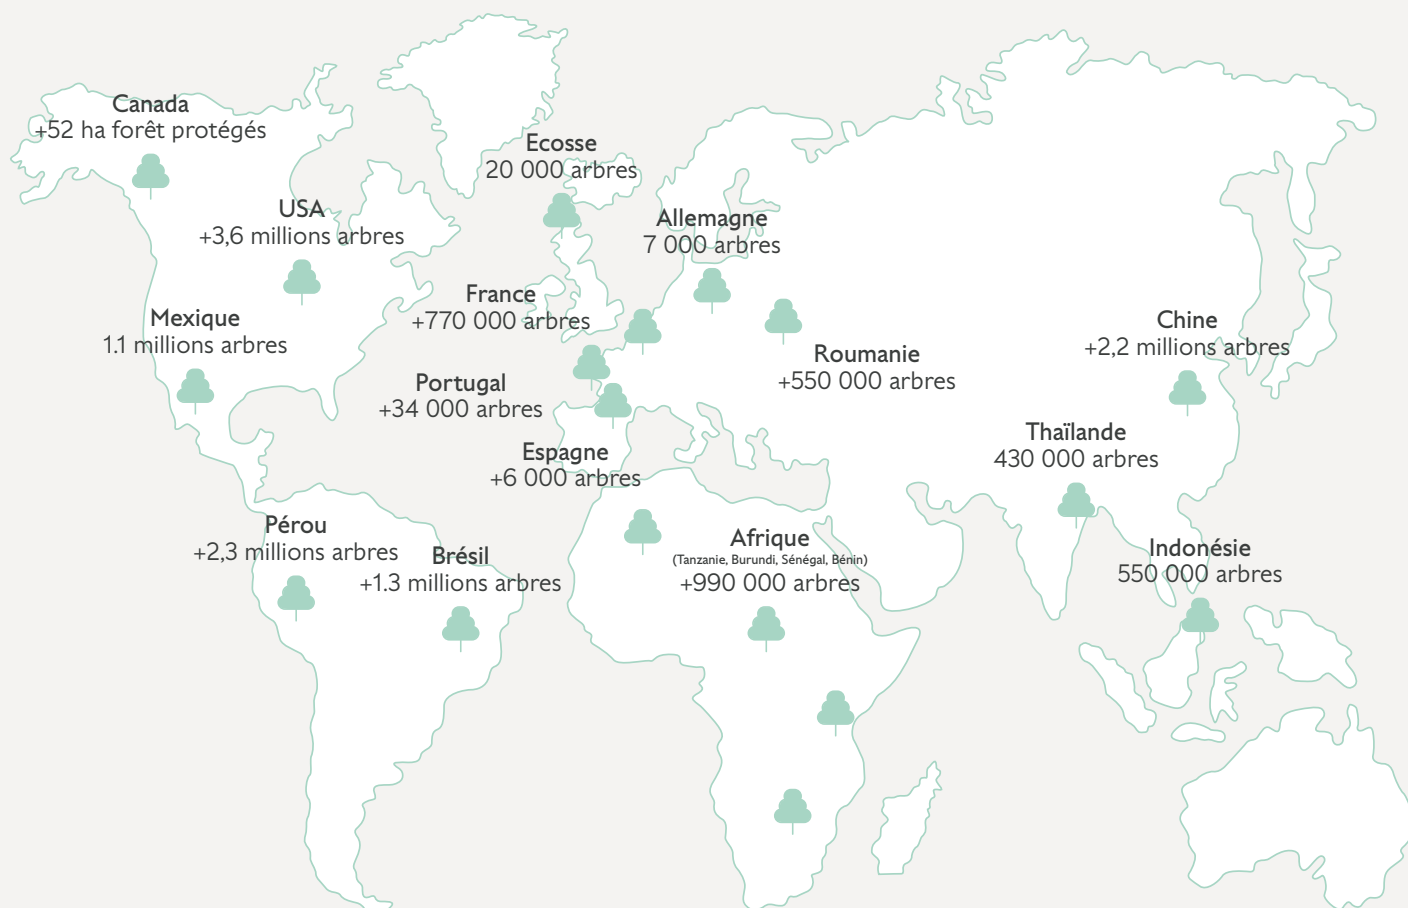 Canada
+52 ha forêt protégés
Ecosse
20 000 arbres
USA
+3,6 millions arbres
Allemagne
7 000 arbres
France
+770 000 arbres
Mexique
1.1 millions arbres
Chine
+2,2 millions arbres
Roumanie
+550 000 arbres
Portugal
+34 000 arbres
Thaïlande
430 000 arbres
Espagne
+6 000 arbres
Pérou
+2,3 millions arbres
Brésil
+1.3 millions arbres
Afrique
(Tanzanie, Burundi, Sénégal, Bénin)
+990 000 arbres
Indonésie
550 000 arbres